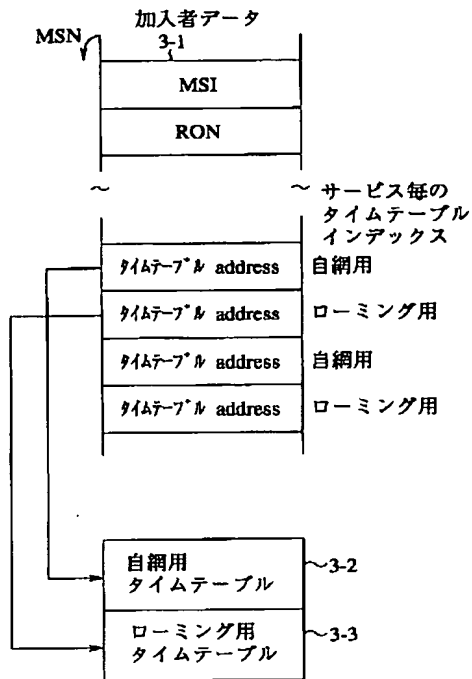 加入者データ
MSN
3-1
MSI
RON
~ ~
サービス毎の
タイムテーブル
インデックス
タイムテーブル address 自網用
タイムテーブル address ローミング用
タイムテーブル address 自網用
タイムテーブル address ローミング用
自網用
タイムテーブル
~3-2
ローミング用
タイムテーブル
~3-3